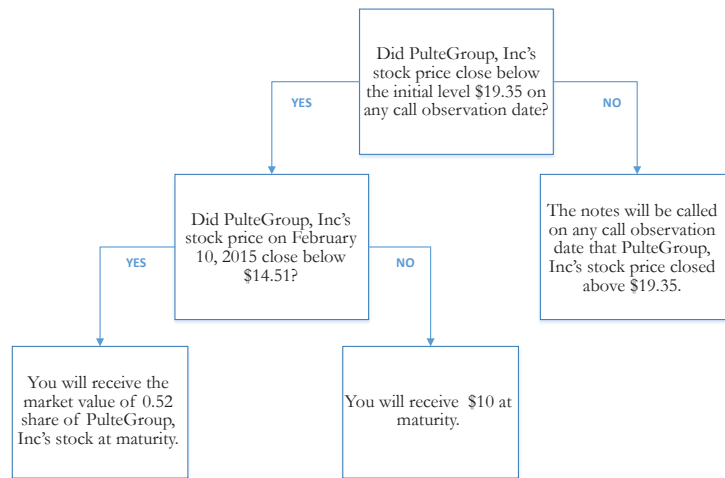 Did PulteGroup, Inc's
stock price close below
the initial level $19.35 on
any call observation date?
YES
NO
Did PulteGroup, Inc's
stock price on February
10, 2015 close below
$14.51?
The notes will be called
on any call observation
date that PulteGroup,
Inc's stock price closed
above $19.35.
YES
NO
You will receive the
market value of 0.52
share of PulteGroup,
Inc's stock at maturity.
You will receive $10 at
maturity.